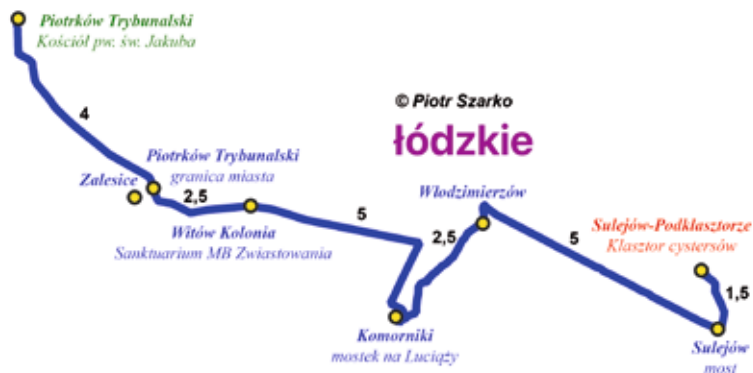 Piotrków Trybunalski
Kościół pw. św. Jakuba
4
© Piotr Szarko
łódzkie
Piotrków Trybunalski
granica miasta
Zalesice
2,5
Włodzimierzów
Witów Kolonia
Sanktuarium MB Zwiastowania
5
2,5
5
Sulejów-Podklasztorze
Klasztor cystersów
1,5
Komorniki
mostek na Luciąży
Sulejów
most